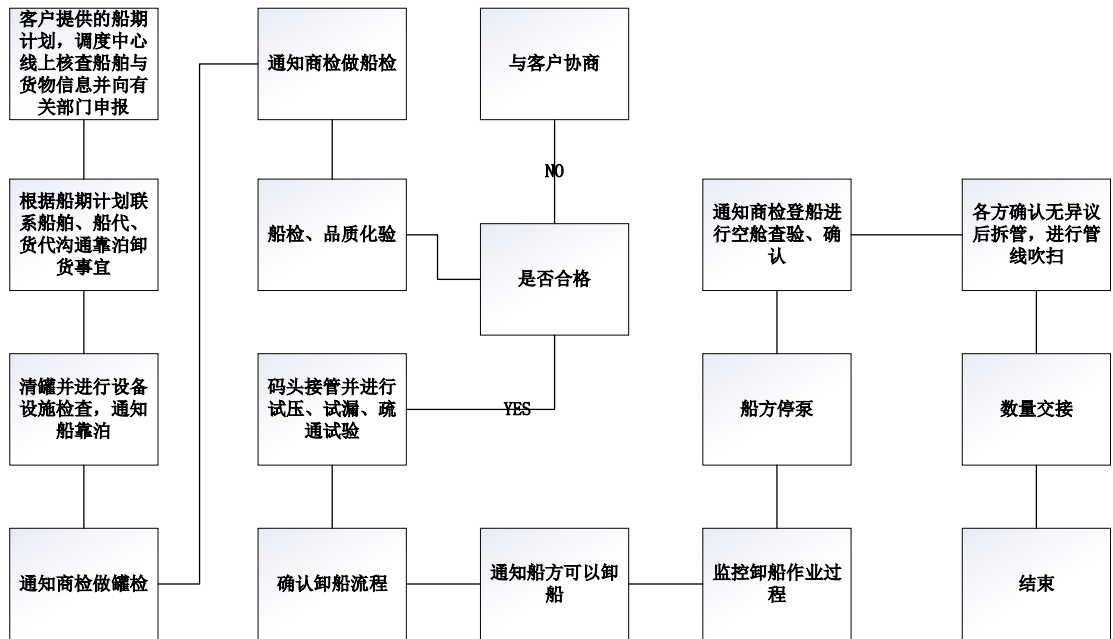 客户提供的船期
计划，调度中心
线上核查船舶与
货物信息并向有
关部门申报
根据船期计划联
系船舶、船代、
货代沟通靠泊卸
货事宜
清罐并进行设备
设施检查，通知
船靠泊
通知商检做罐检
通知商检做船检
船检、品质化验
是否合格
NO
与客户协商
YES
码头接管并进行
试压、试漏、疏
通试验
确认卸船流程
通知船方可以卸
船
监控卸船作业过
程
船方停泵
通知商检登船进
行空舱查验、确
认
各方确认无异议
后拆管，进行管
线吹扫
数量交接
结束